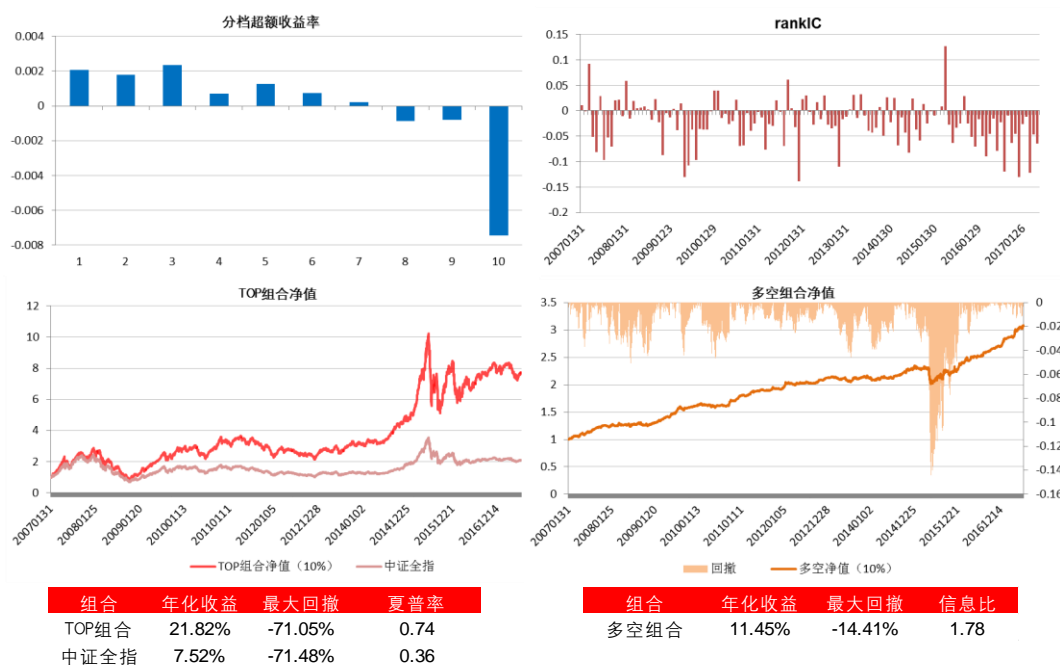 分档超额收益率
0.004
0.002
0
-0.002
-0.004
-0.006
-0.008
1 2 3 4 5 6 7 8 9 10
rankIC
0.15
0.1
0.05
0
-0.05
-0.1
-0.15
-0.2
20070131 20080131 20090123 20100129 20110131 20120131 20130131 20140130 20150130 20160129 20170126
TOP组合净值
12
10
8
6
4
2
0
20070131 20080125 20090120 20100113 20110111 20120105 20121228 20140102 20141225 20151221 20161214
TOP组合净值（10%） 中证全指
多空组合净值
3.5 0
3 -0.02
2.5 -0.04
2 -0.06
1.5 -0.08
1 -0.1
0.5 -0.12
0 -0.14
-0.16
20070131 20080125 20090120 20100113 20110111 20120105 20121228 20140102 20141225 20151221 20161214
回撤 多空净值（10%）
组合 年化收益 最大回撤 夏普率
TOP组合 21.82% -71.05% 0.74
中证全指 7.52% -71.48% 0.36
组合 年化收益 最大回撤 信息比
多空组合 11.45% -14.41% 1.78